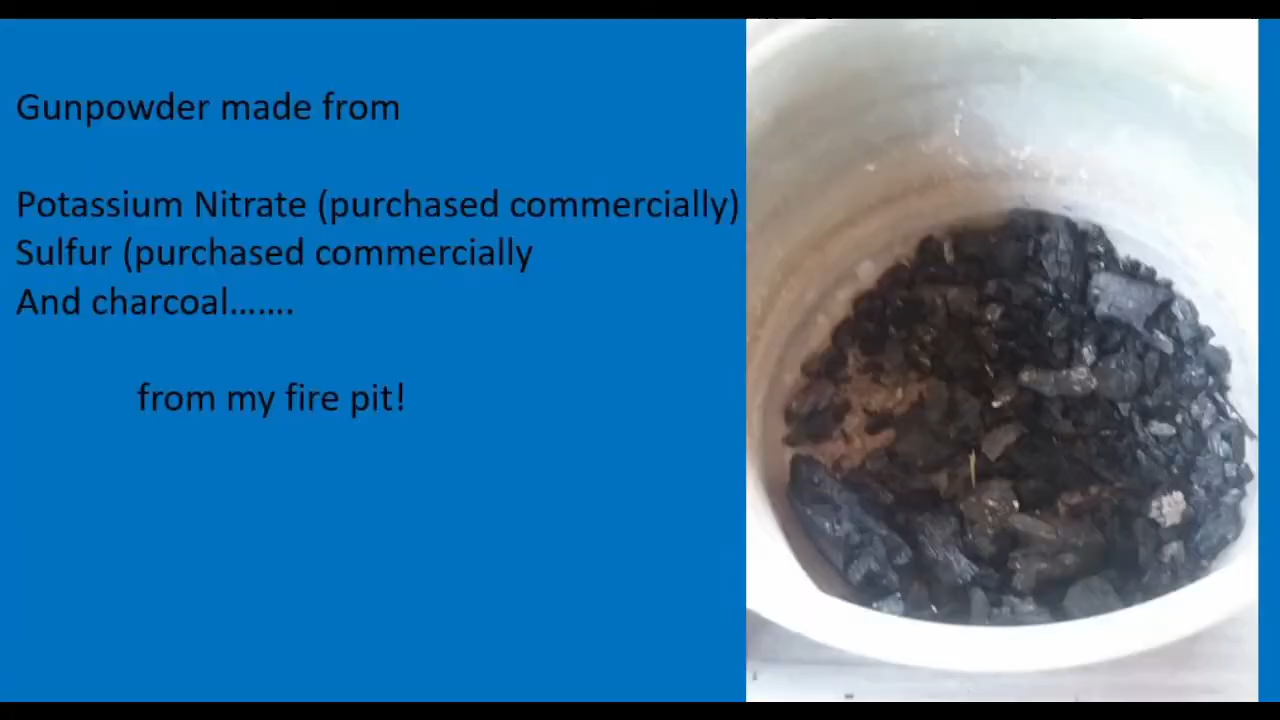 Gunpowder made from
Potassium Nitrate (purchased commercially)
Sulfur (purchased commercially
And charcoal…….
from my fire pit!